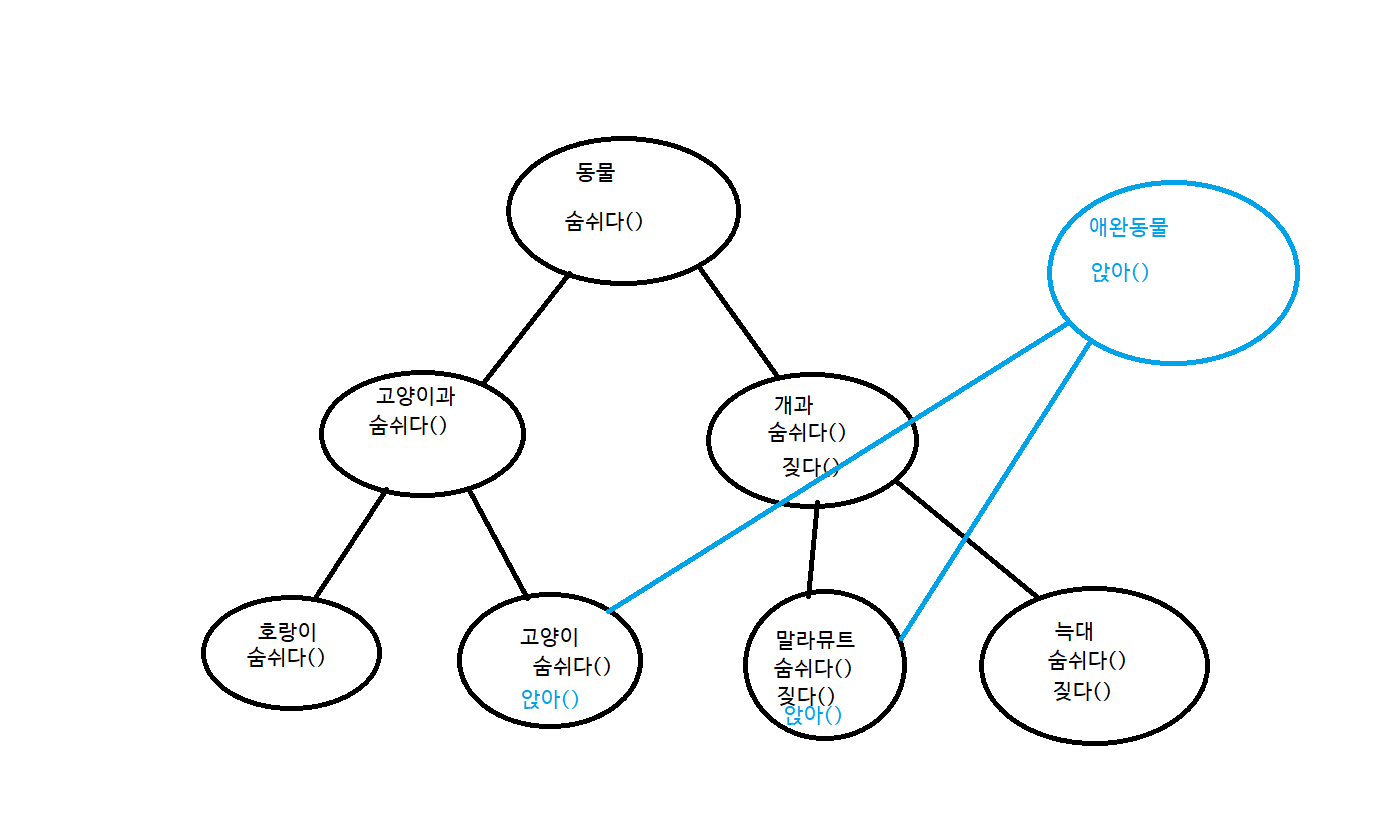 동물
숨쉬다()
애완동물
앉아()
고양이과
숨쉬다()
개과
숨쉬다()
짖다()
호랑이
숨쉬다()
고양이
숨쉬다()
앉아()
말라뮤트
숨쉬다()
짖다()
앉아()
늑대
숨쉬다()
짖다()